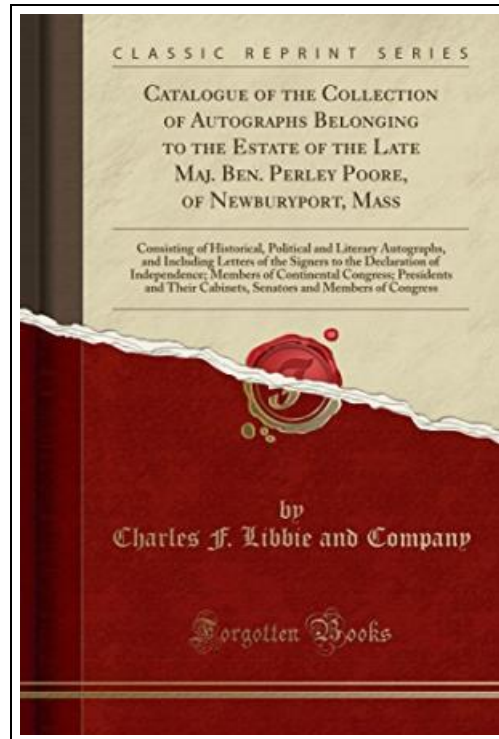 CLASSIC REPRINT SERIES
CATALOGUE OF THE COLLECTION
OF AUTOGRAPHS BELONGING
TO THE ESTATE OF THE LATE
MAJ. BEN. PERLEY POORE,
OF NEWBURYPORT, MASS
Consisting of Historical, Political and Literary Autographs,
and Including Letters of the Signers to the Declaration of
Independence; Members of Continental Congress; Presidents
and Their Cabinets, Senators and Members of Congress
by
Charles F. Libbie and Company
Forgotten Books